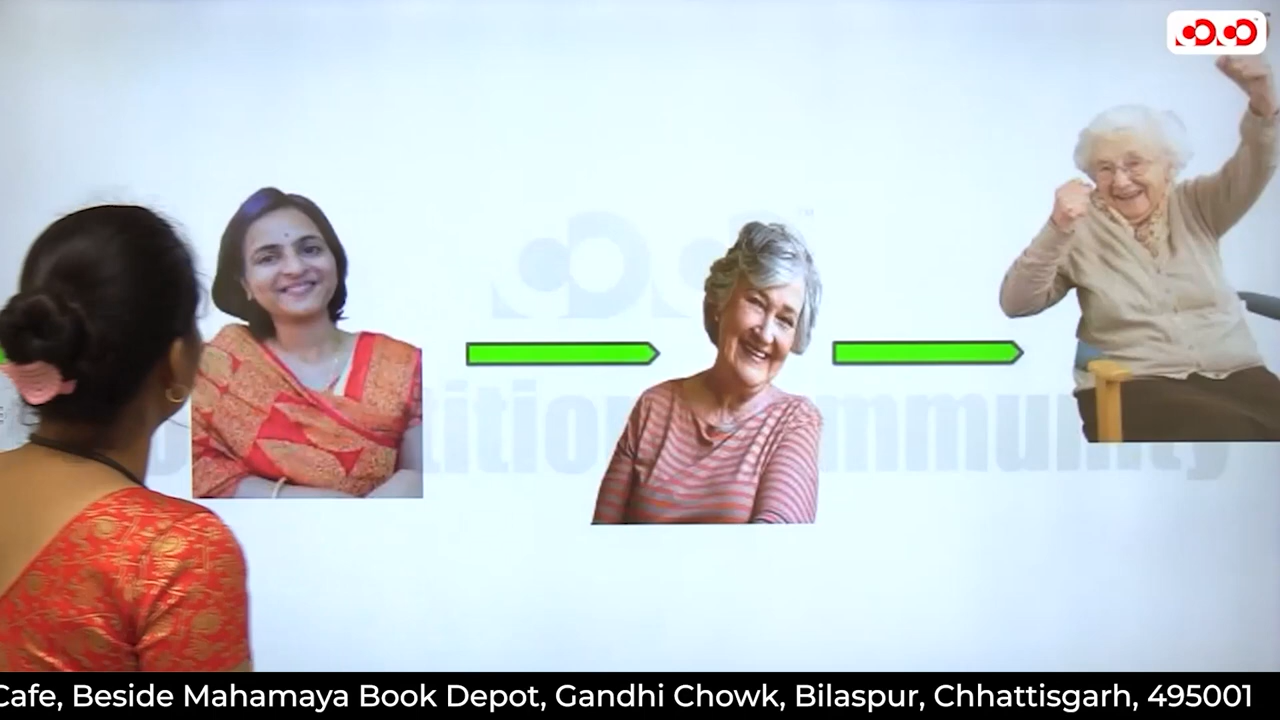 Cafe, Beside Mahamaya Book Depot, Gandhi Chowk, Bilaspur, Chhattisgarh, 495001